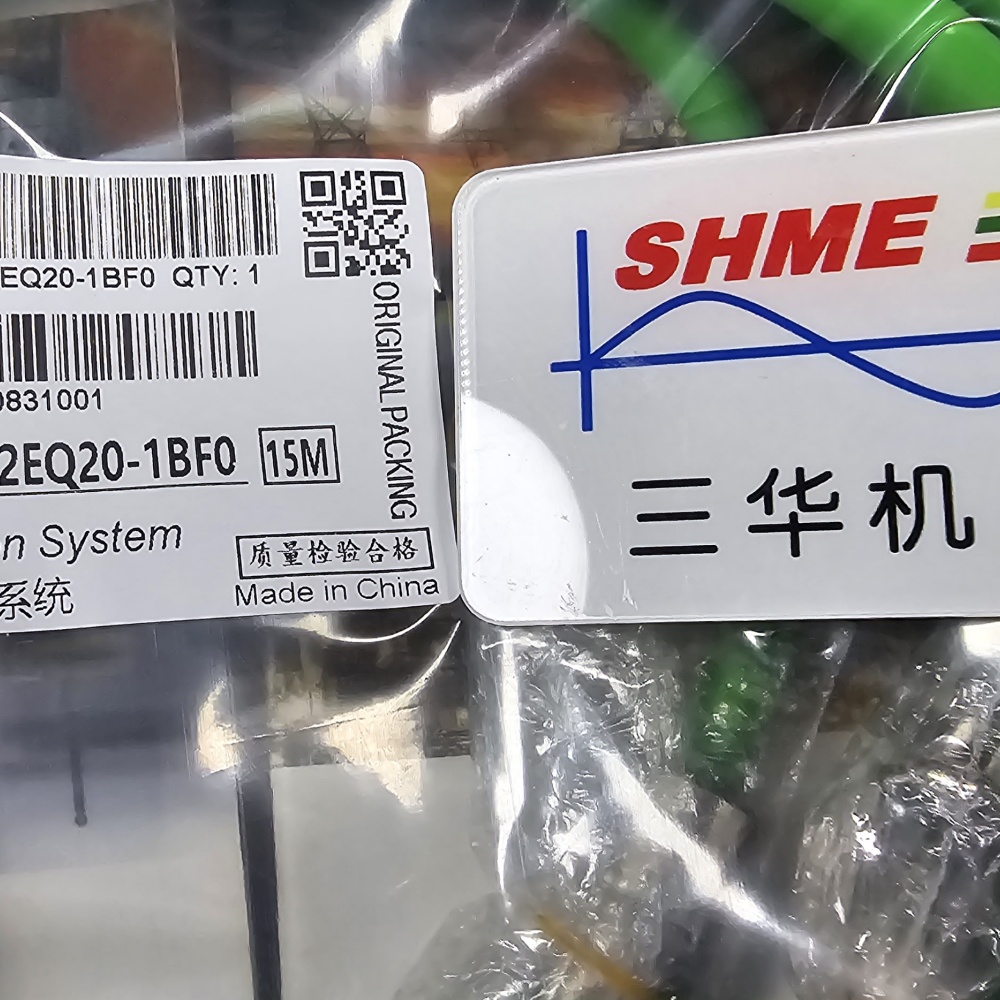 EQ20-1BF0 QTY: 1
0831001
2EQ20-1BF0 15M
n System
系统
ORIGINAL PACKING
质量检验合格
Made in China
SHME
三华机